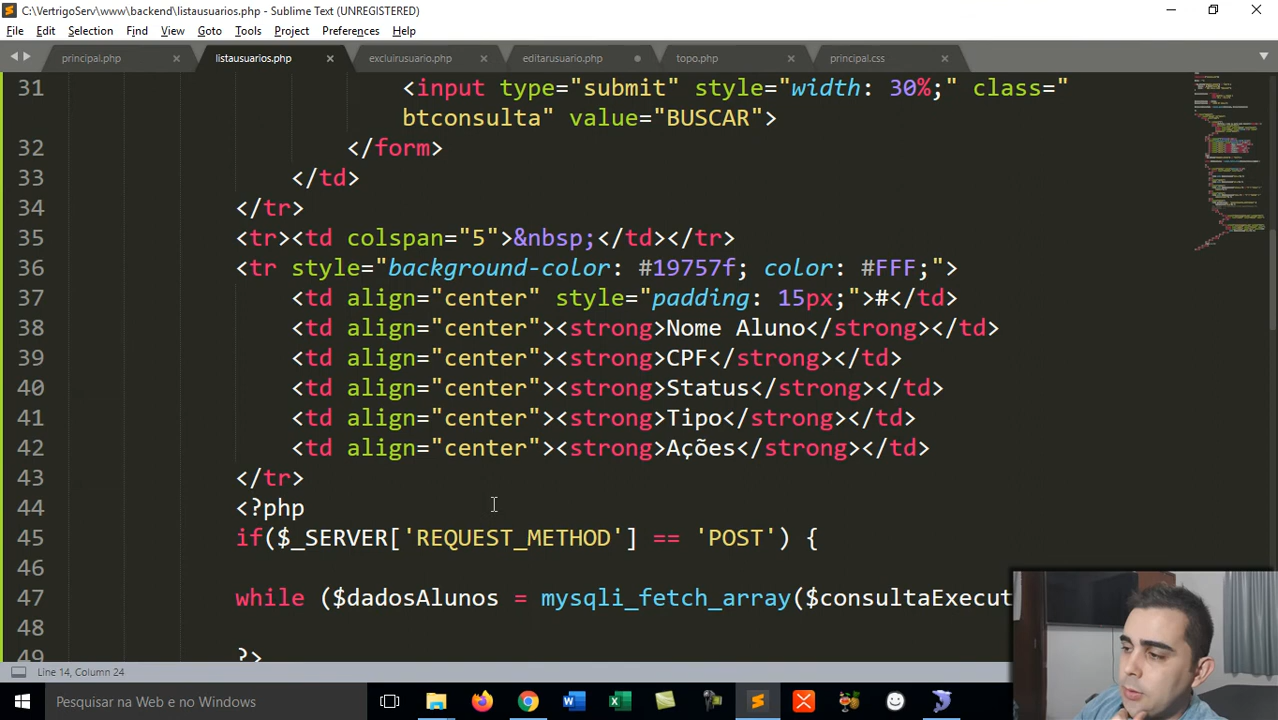 C:\VertrigoServ\www\backend\listausuarios.php - Sublime Text (UNREGISTERED)
File Edit Selection Find View Goto Tools Project Preferences Help
principal.php listausuarios.php excluirusuario.php editarusuario.php topo.php principal.css
31 <input type="submit" style="width: 30%;" class="
btconsulta" value="BUSCAR">
32 </form>
33 </td>
34 </tr>
35 <tr><td colspan="5">&nbsp;</td></tr>
36 <tr style="background-color: #19757f; color: #FFF;">
37 <td align="center" style="padding: 15px;">#</td>
38 <td align="center"><strong>Nome Aluno</strong></td>
39 <td align="center"><strong>CPF</strong></td>
40 <td align="center"><strong>Status</strong></td>
41 <td align="center"><strong>Tipo</strong></td>
42 <td align="center"><strong>Ações</strong></td>
43 </tr>
44 <?php
45 if($_SERVER['REQUEST_METHOD'] == 'POST') {
46
47 while ($dadosAlunos = mysqli_fetch_array($consultaExecut
48
49 ?>
Line 14, Column 24
Pesquisar na Web e no Windows